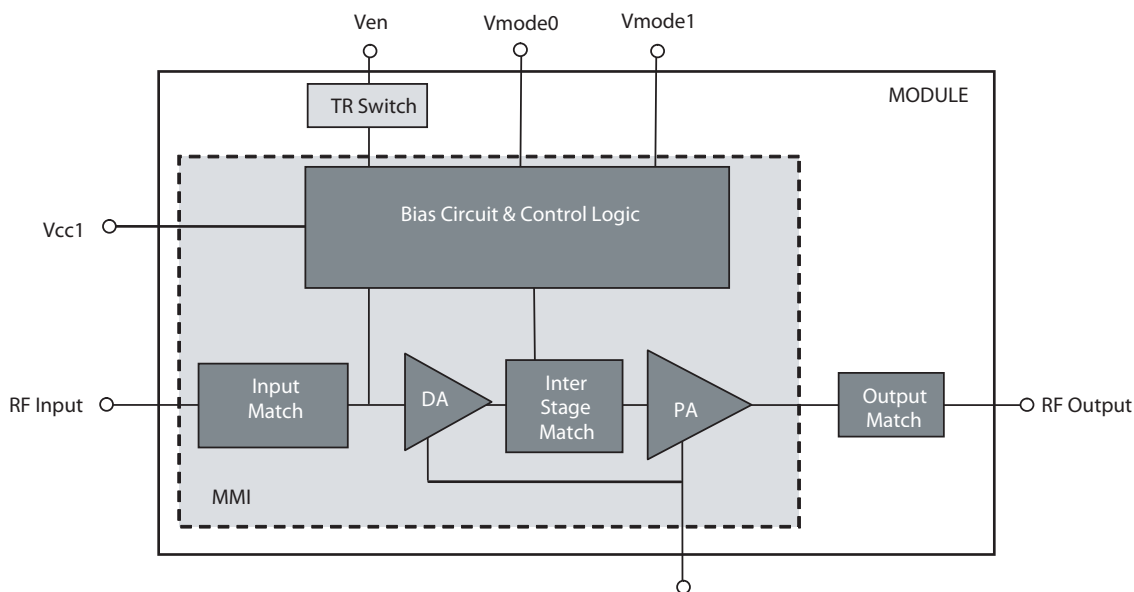 Ven
Vmode0
Vmode1
MODULE
TR Switch
Bias Circuit & Control Logic
Vcc1
RF Input
Input
Match
DA
Inter
Stage
Match
PA
Output
Match
RF Output
MMI